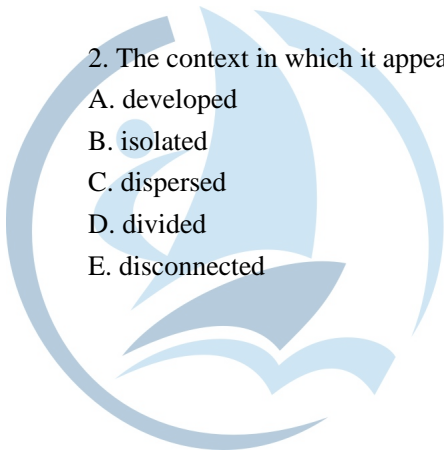 2. The context in which it appea
A. developed
B. isolated
C. dispersed
D. divided
E. disconnected